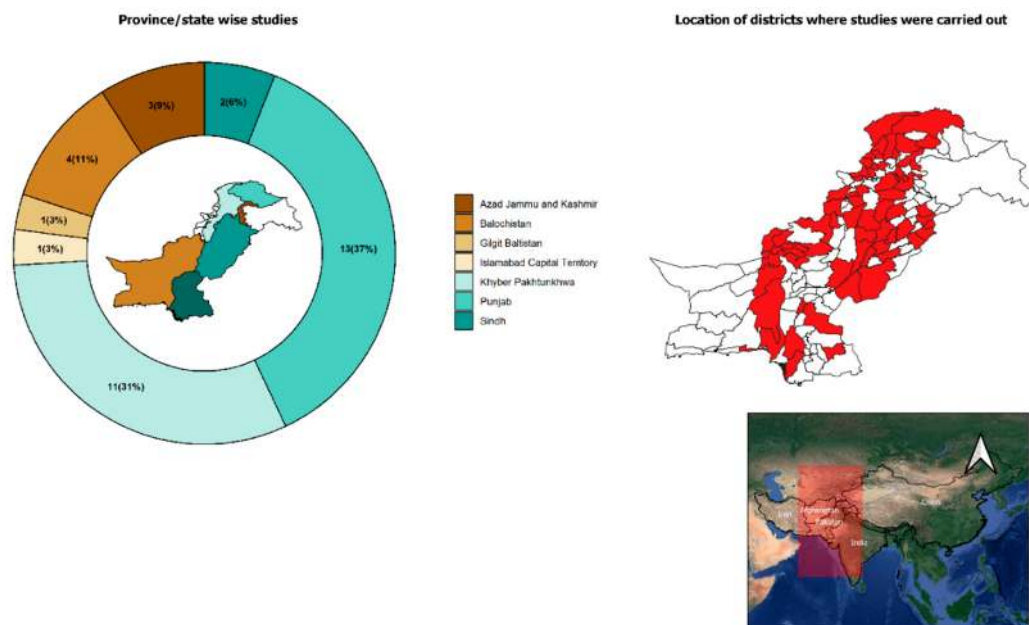 Province/state wise studies
Location of districts where studies were carried out
3(9%)
2(6%)
4(11%)
1(3%)
1(3%)
13(37%)
11(31%)
Azad Jammu and Kashmir
Balochistan
Gilgit Baltistan
Islamabad Capital Territory
Khyber Pakhtunkhwa
Punjab
Sindh
Iran
Afghanistan
Pakistan
India
China